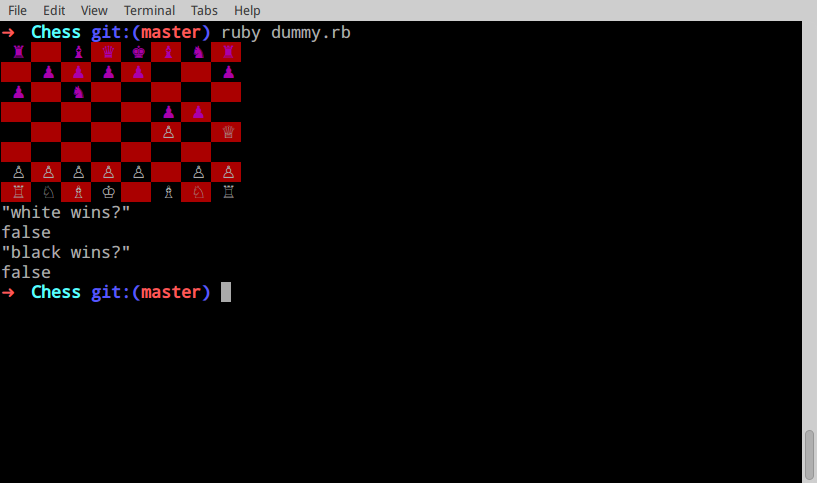 File Edit View Terminal Tabs Help
➜ Chess git:(master) ruby dummy.rb
♜ ♝ ♛ ♚ ♝ ♞ ♜
♟ ♟ ♟ ♟ ♟
♟ ♞
♟ ♟
♙ ♕
♙ ♙ ♙ ♙ ♙ ♙ ♙
♖ ♘ ♗ ♔ ♗ ♘ ♖
"white wins?"
false
"black wins?"
false
➜ Chess git:(master)